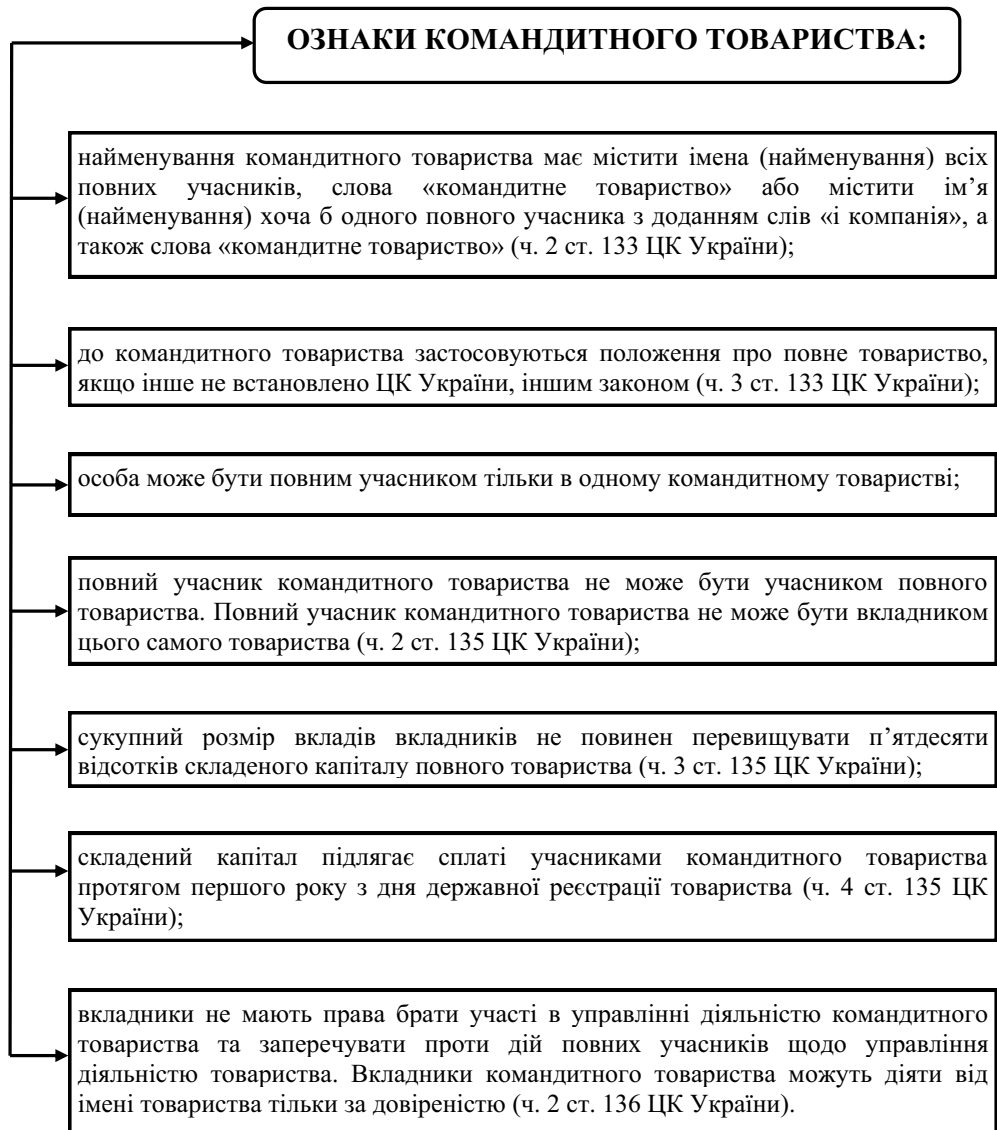 ОЗНАКИ КОМАНДИТНОГО ТОВАРИСТВА:
найменування командитного товариства має містити імена (найменування) всіх
повних учасників, слова «командитне товариство» або містити ім’я
(найменування) хоча б одного повного учасника з доданням слів «і компанія», а
також слова «командитне товариство» (ч. 2 ст. 133 ЦК України);
до командитного товариства застосовуються положення про повне товариство,
якщо інше не встановлено ЦК України, іншим законом (ч. 3 ст. 133 ЦК України);
особа може бути повним учасником тільки в одному командитному товаристві;
повний учасник командитного товариства не може бути учасником повного
товариства. Повний учасник командитного товариства не може бути вкладником
цього самого товариства (ч. 2 ст. 135 ЦК України);
сукупний розмір вкладів вкладників не повинен перевищувати п’ятдесяти
відсотків складеного капіталу повного товариства (ч. 3 ст. 135 ЦК України);
складений капітал підлягає сплаті учасниками командитного товариства
протягом першого року з дня державної реєстрації товариства (ч. 4 ст. 135 ЦК
України);
вкладники не мають права брати участі в управлінні діяльністю командитного
товариства та заперечувати проти дій повних учасників щодо управління
діяльністю товариства. Вкладники командитного товариства можуть діяти від
імені товариства тільки за довіреністю (ч. 2 ст. 136 ЦК України).